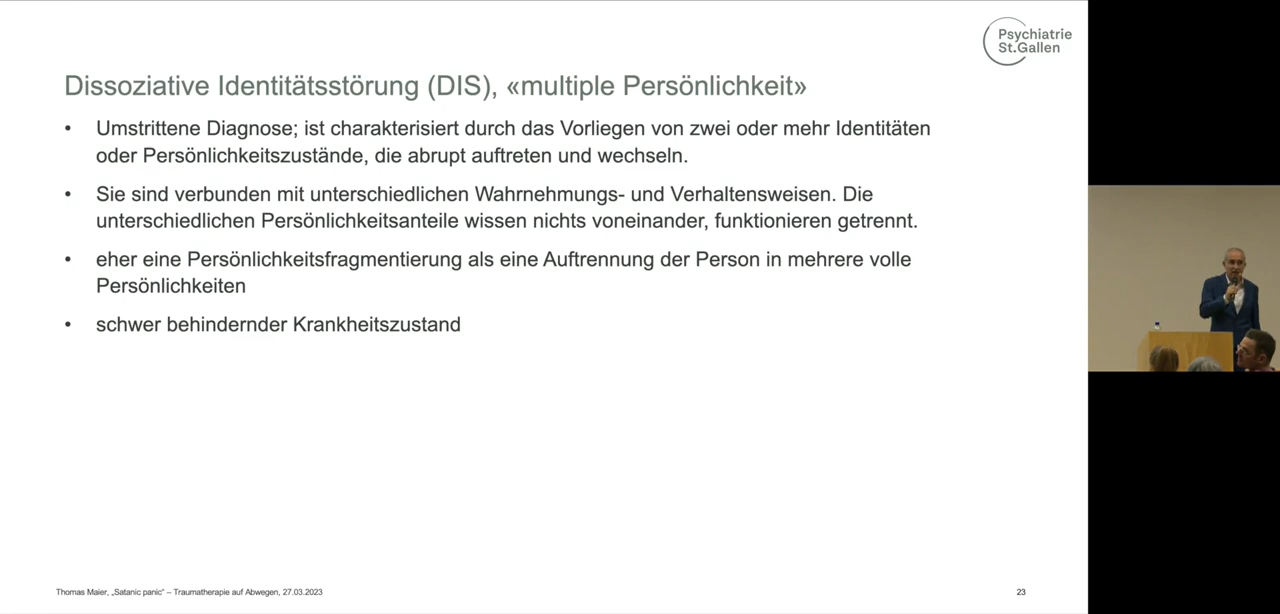 Psychiatrie
St.Gallen
Dissoziative Identitätsstörung (DIS), «multiple Persönlichkeit»
• Umstrittene Diagnose; ist charakterisiert durch das Vorliegen von zwei oder mehr Identitäten
oder Persönlichkeitszustände, die abrupt auftreten und wechseln.
• Sie sind verbunden mit unterschiedlichen Wahrnehmungs- und Verhaltensweisen. Die
unterschiedlichen Persönlichkeitsanteile wissen nichts voneinander, funktionieren getrennt.
• eher eine Persönlichkeitsfragmentierung als eine Auftrennung der Person in mehrere volle
Persönlichkeiten
• schwer behindernder Krankheitszustand
Thomas Maier, „Satanic panic“ – Traumatherapie auf Abwegen, 27.03.2023
23